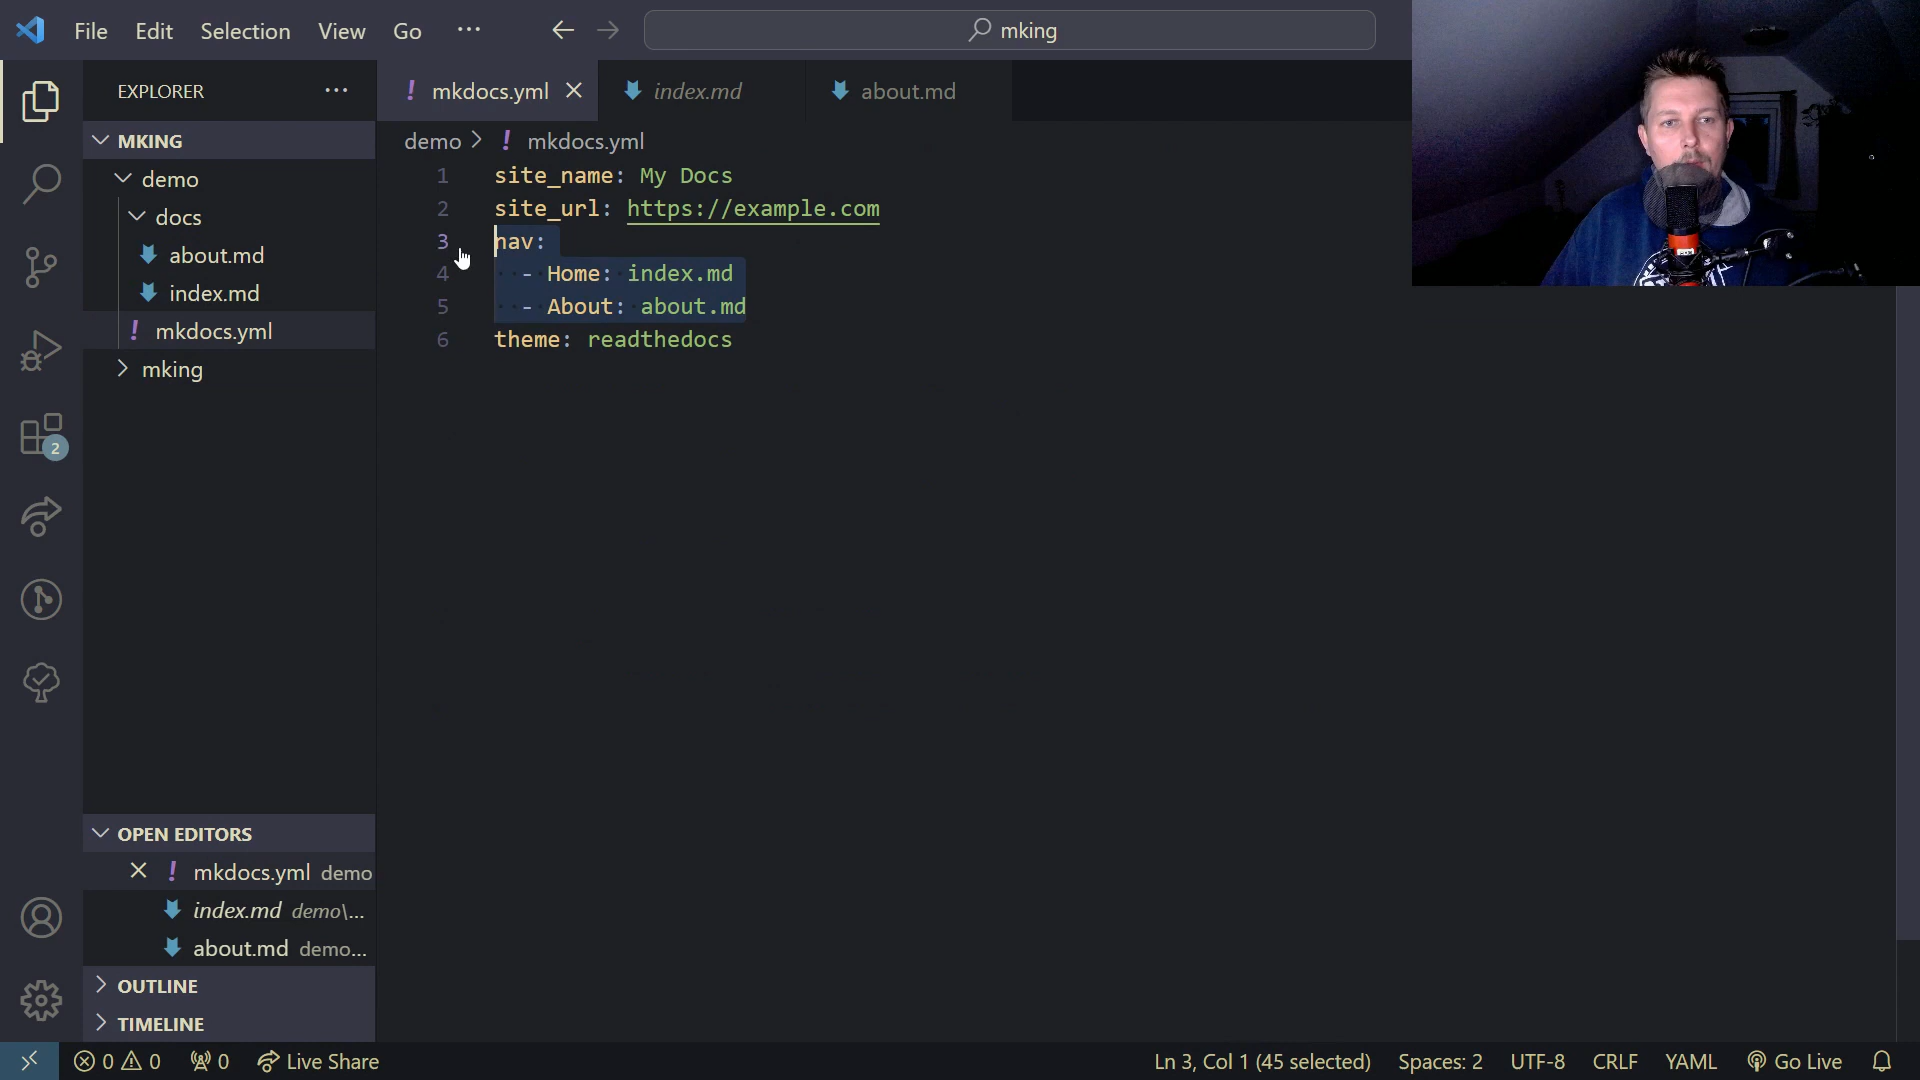 File Edit Selection View Go ··· mking
EXPLORER ···
mkdocs.yml index.md about.md
MKING
demo
docs
about.md
index.md
mkdocs.yml
mking
demo > ! mkdocs.yml
1 site_name: My Docs
2 site_url: https://example.com
3 nav:
4 - Home: index.md
5 - About: about.md
6 theme: readthedocs
2
OPEN EDITORS
mkdocs.yml demo
index.md demo\...
about.md demo...
OUTLINE
TIMELINE
0 0 0 Live Share Ln 3, Col 1 (45 selected) Spaces: 2 UTF-8 CRLF YAML Go Live